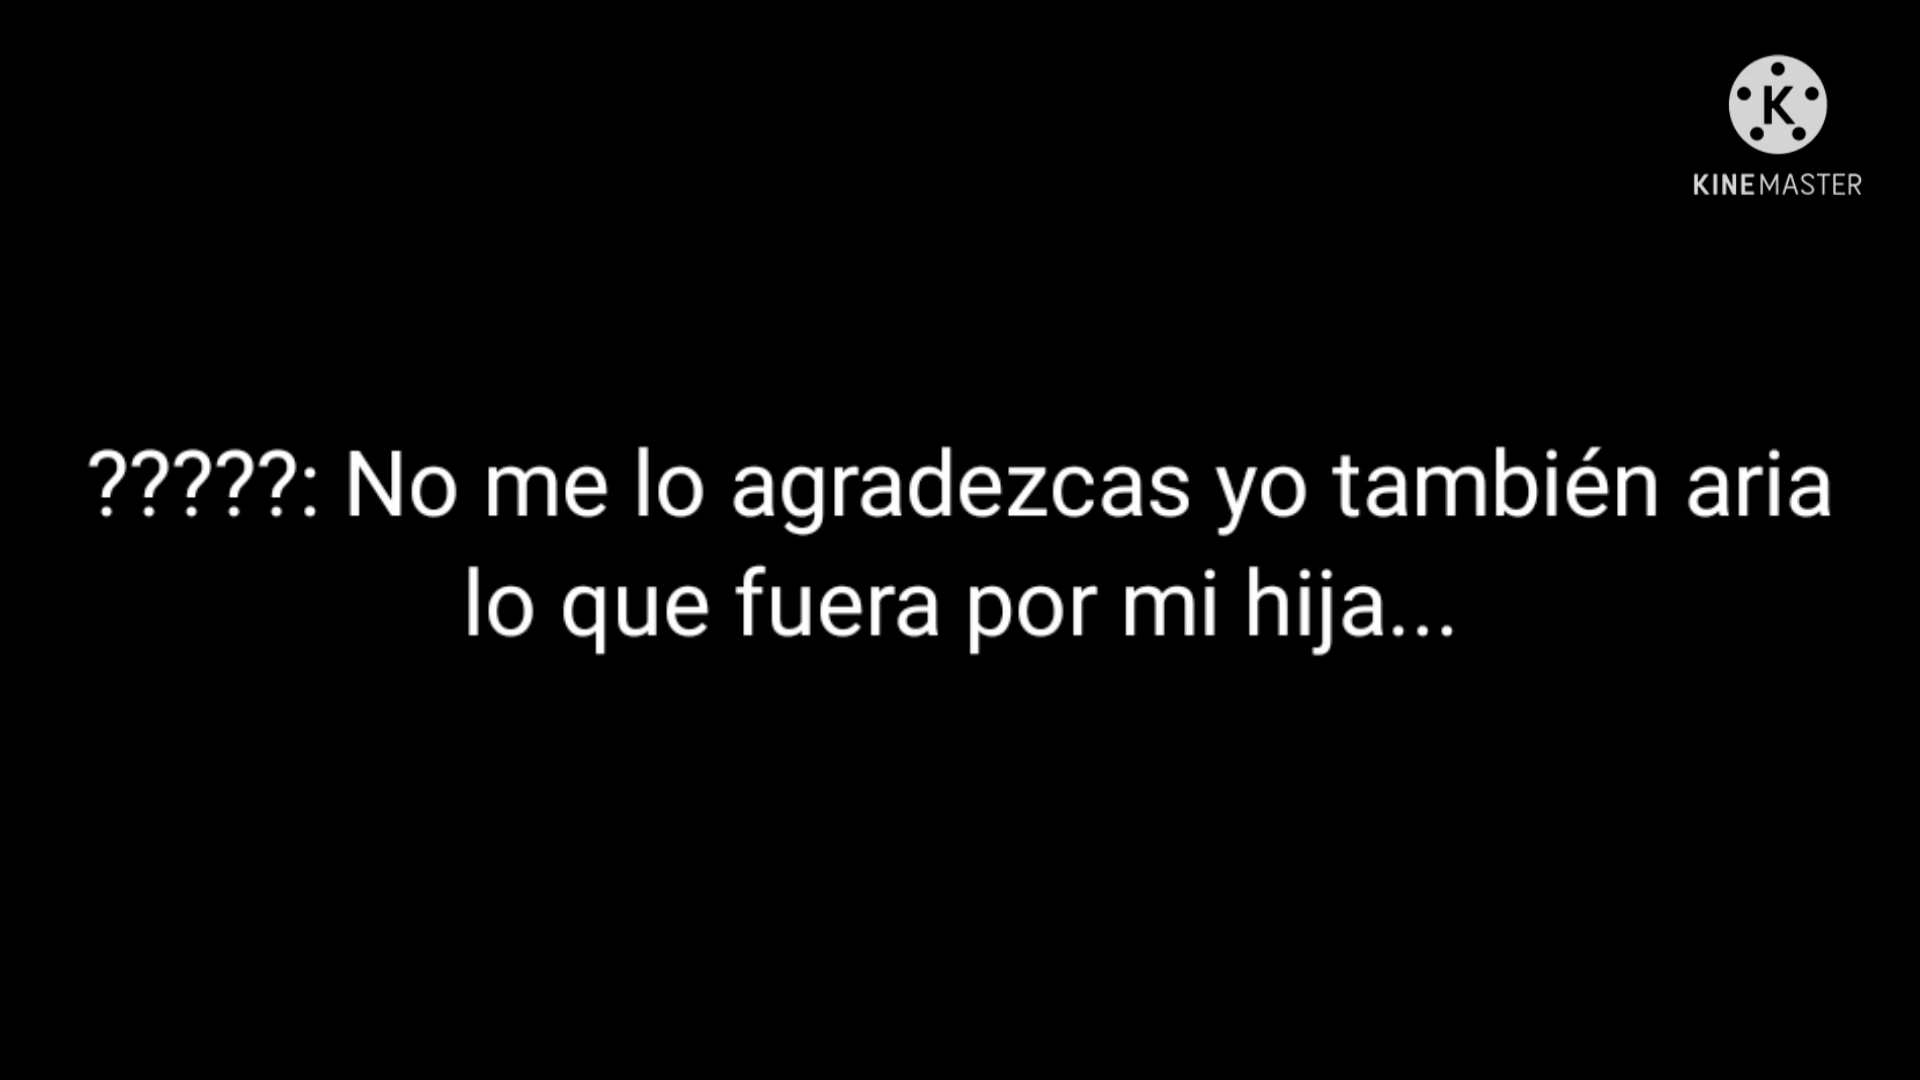 K
KINEMASTER
?????: No me lo agradezcas yo también aria
lo que fuera por mi hija...